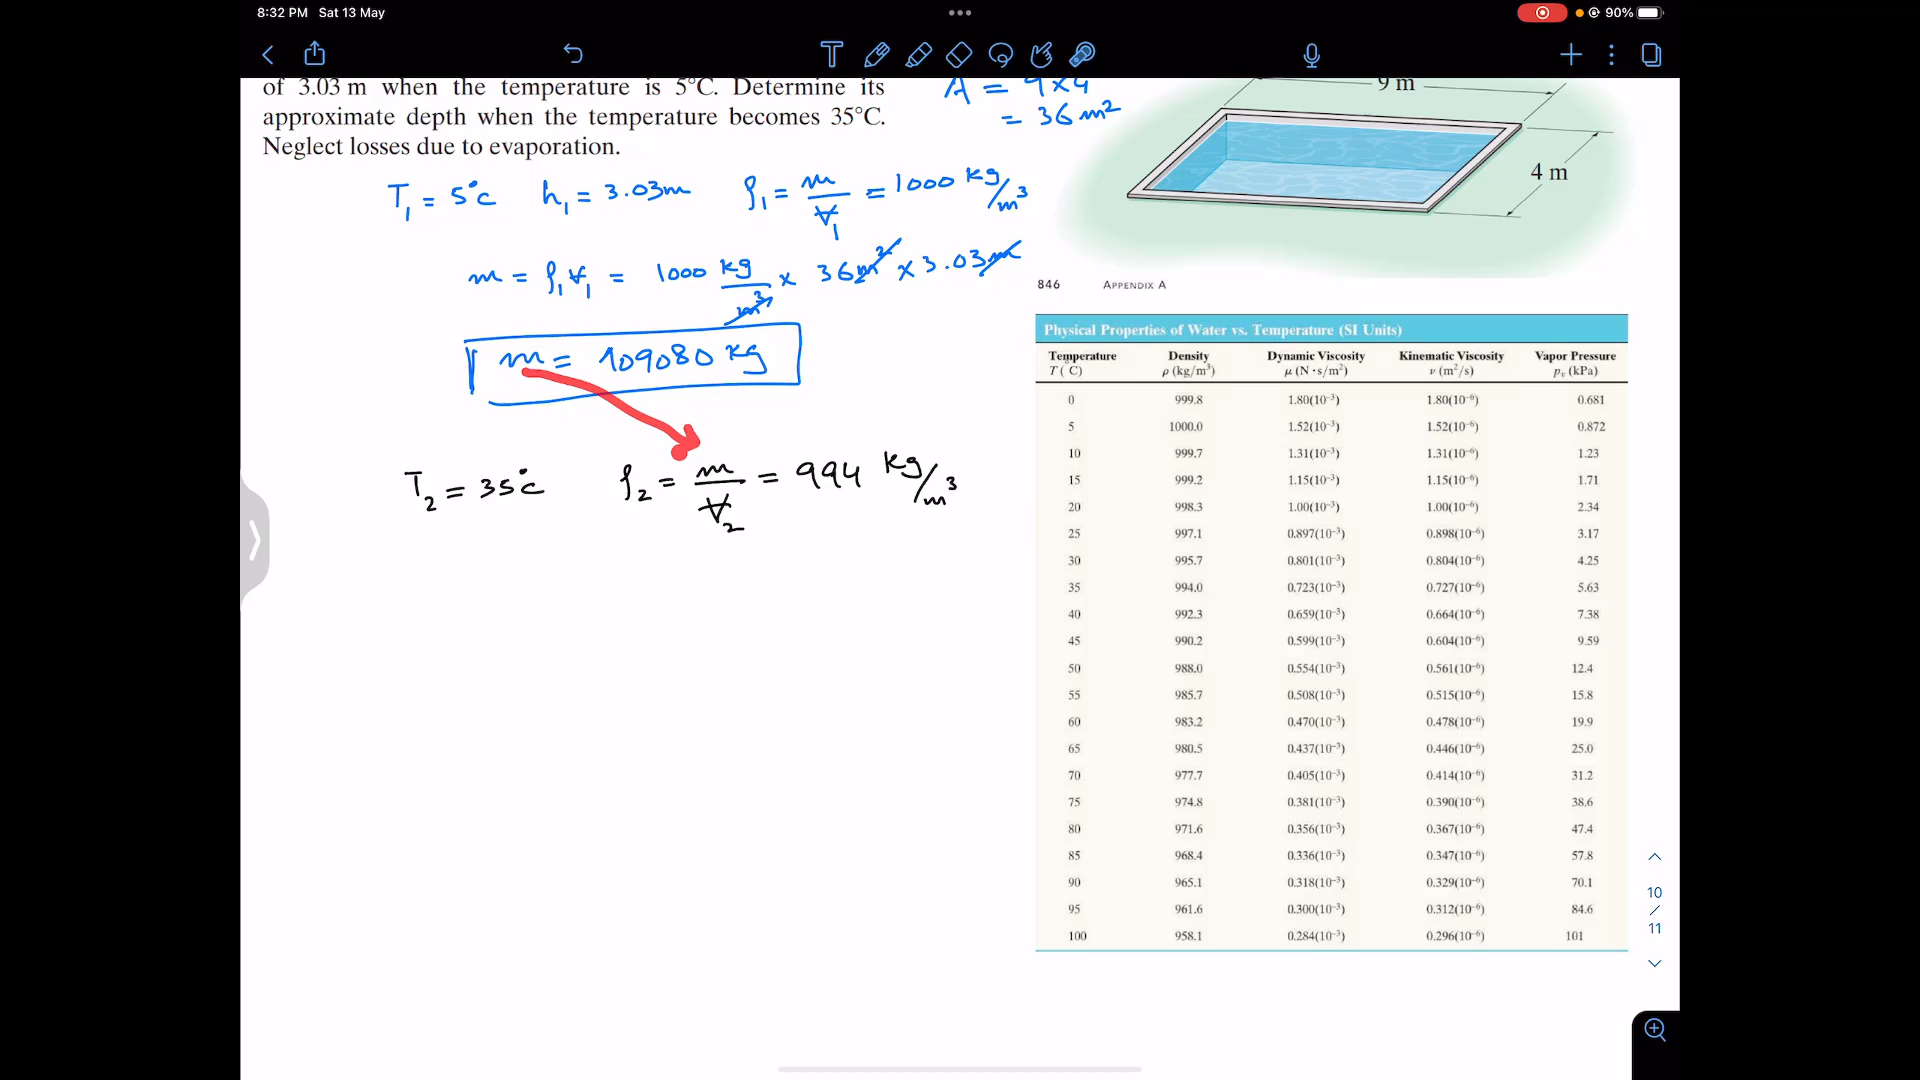 8:32 PM Sat 13 May
90%
of 3.03 m when the temperature is 5°C. Determine its
approximate depth when the temperature becomes 35°C.
Neglect losses due to evaporation.
A = 9x4
= 36 m²
9 m
4 m
T₁ = 5°c h₁ = 3.03m ρ₁ = m/V₁ = 1000 kg/m³
m = ρ₁V₁ = 1000 kg/m³ x 36m² x 3.03m
m = 109080 kg
T₂ = 35°c ρ₂ = m/V₂ = 994 kg/m³
846 APPENDIX A
Physical Properties of Water vs. Temperature (SI Units)
Temperature Density Dynamic Viscosity Kinematic Viscosity Vapor Pressure
T (°C) ρ (kg/m³) μ (N·s/m²) ν (m²/s) pᵥ (kPa)
0 999.8 1.80(10⁻³) 1.80(10⁻⁶) 0.681
5 1000.0 1.52(10⁻³) 1.52(10⁻⁶) 0.872
10 999.7 1.31(10⁻³) 1.31(10⁻⁶) 1.23
15 999.2 1.15(10⁻³) 1.15(10⁻⁶) 1.71
20 998.3 1.00(10⁻³) 1.00(10⁻⁶) 2.34
25 997.1 0.897(10⁻³) 0.898(10⁻⁶) 3.17
30 995.7 0.801(10⁻³) 0.804(10⁻⁶) 4.25
35 994.0 0.723(10⁻³) 0.727(10⁻⁶) 5.63
40 992.3 0.659(10⁻³) 0.664(10⁻⁶) 7.38
45 990.2 0.599(10⁻³) 0.604(10⁻⁶) 9.59
50 988.0 0.554(10⁻³) 0.561(10⁻⁶) 12.4
55 985.7 0.508(10⁻³) 0.515(10⁻⁶) 15.8
60 983.2 0.470(10⁻³) 0.478(10⁻⁶) 19.9
65 980.5 0.437(10⁻³) 0.446(10⁻⁶) 25.0
70 977.7 0.405(10⁻³) 0.414(10⁻⁶) 31.2
75 974.8 0.381(10⁻³) 0.390(10⁻⁶) 38.6
80 971.6 0.356(10⁻³) 0.367(10⁻⁶) 47.4
85 968.4 0.336(10⁻³) 0.347(10⁻⁶) 57.8
90 965.1 0.318(10⁻³) 0.329(10⁻⁶) 70.1
95 961.6 0.300(10⁻³) 0.312(10⁻⁶) 84.6
100 958.1 0.284(10⁻³) 0.296(10⁻⁶) 101
10
/
11